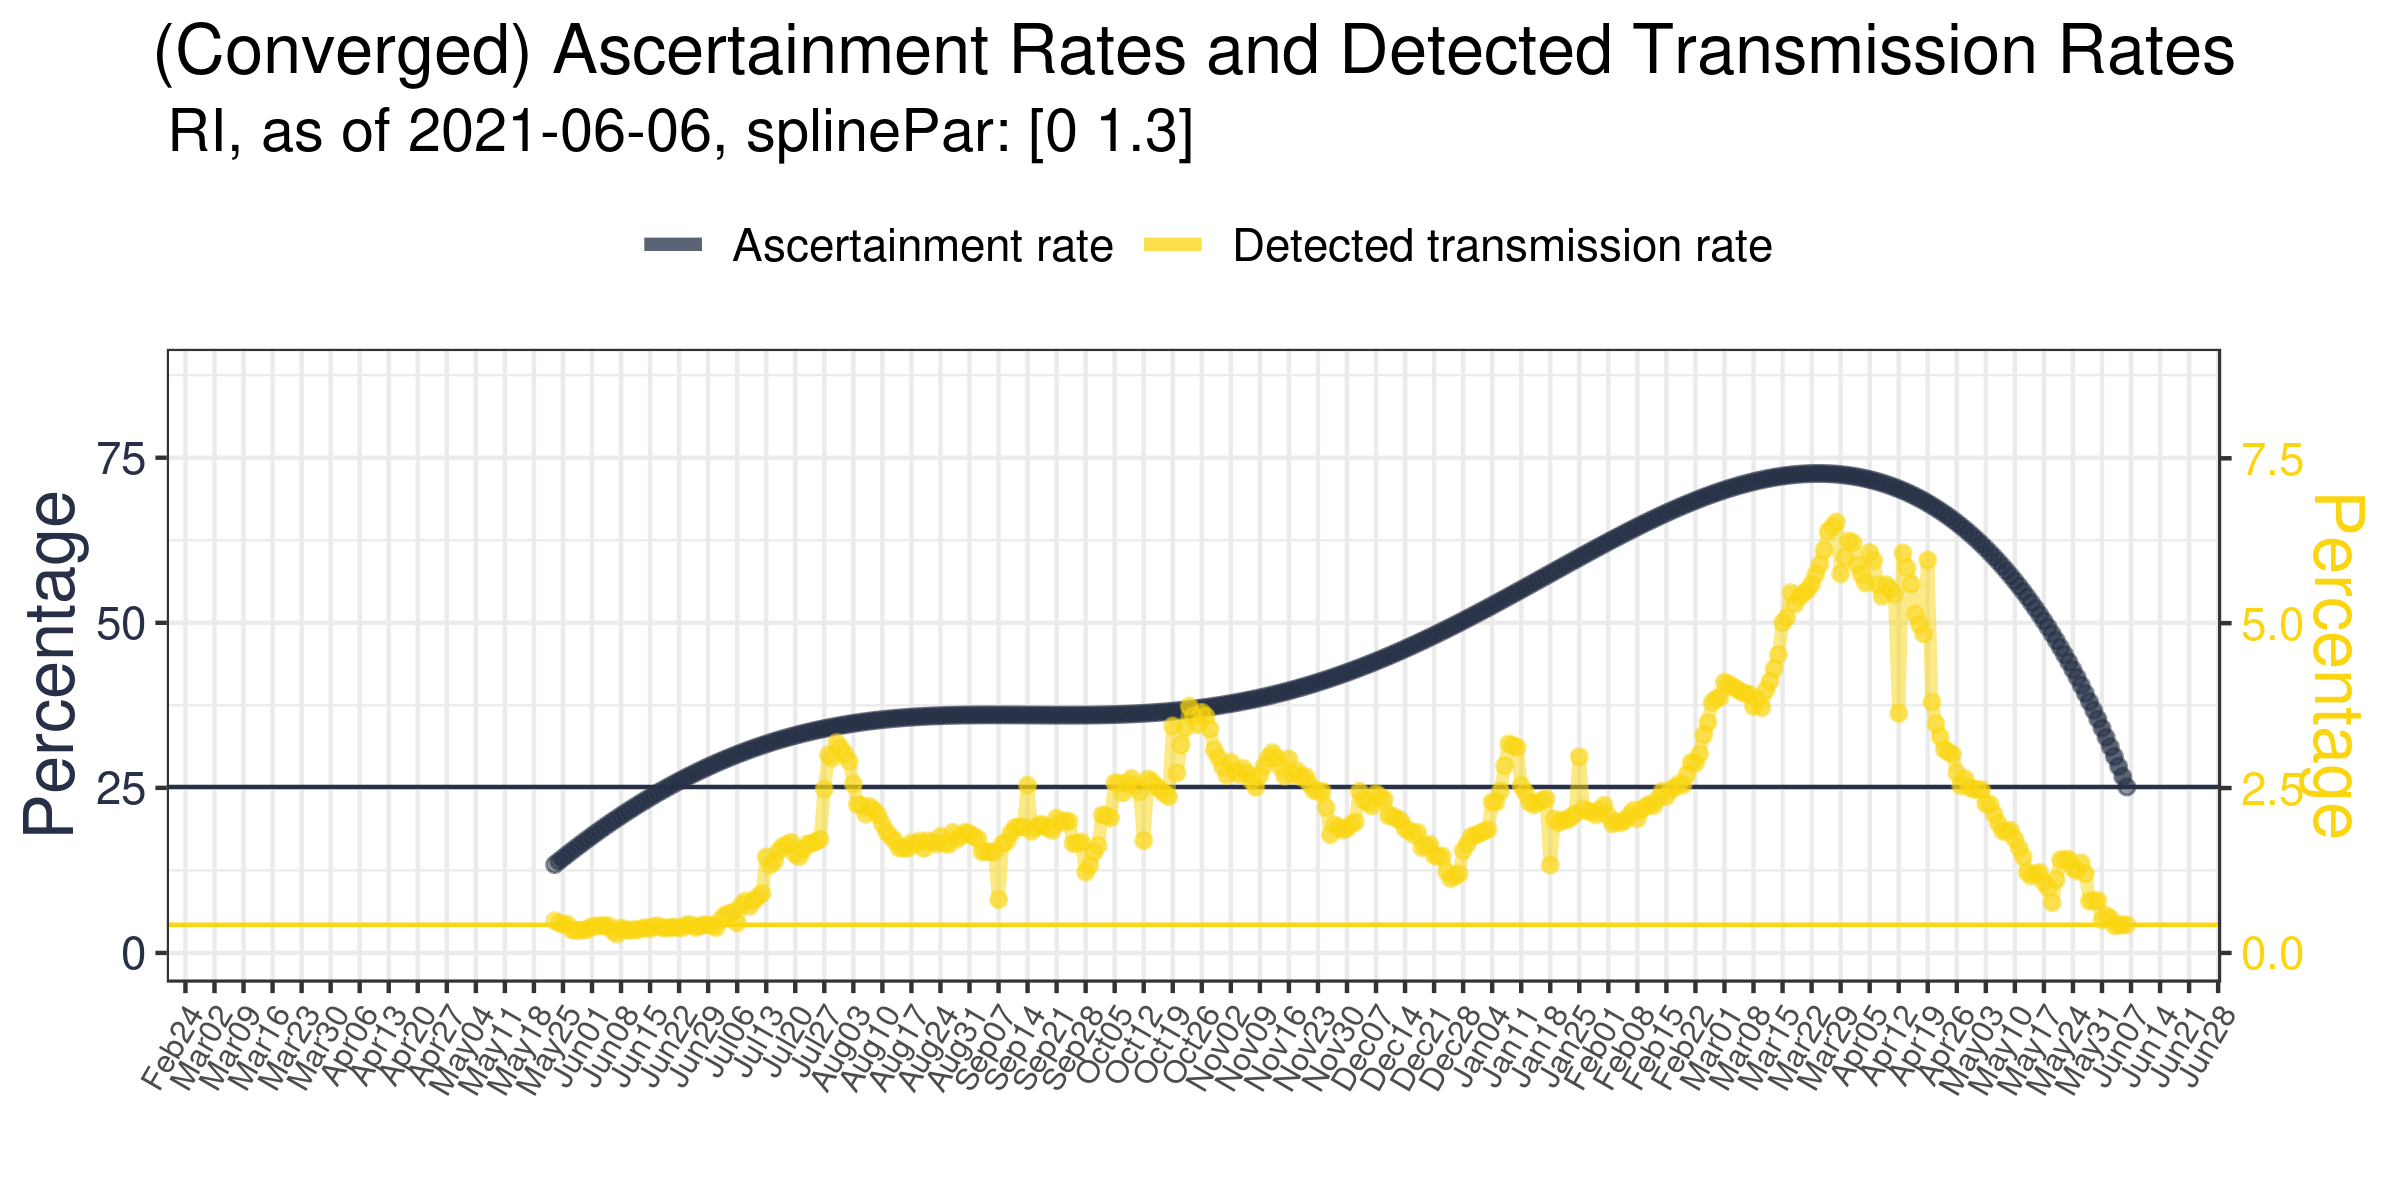 (Converged) Ascertainment Rates and Detected Transmission Rates
RI, as of 2021-06-06, splinePar: [0 1.3]
Ascertainment rate
Detected transmission rate
Percentage
75
50
25
0
7.5
5.0
2.5
0.0
Percentage
Feb24
Mar02
Mar09
Mar16
Mar23
Mar30
Apr06
Apr13
Apr20
Apr27
May04
May11
May18
May25
Jun01
Jun08
Jun15
Jun22
Jun29
Jul06
Jul13
Jul20
Jul27
Aug03
Aug10
Aug17
Aug24
Aug31
Sep07
Sep14
Sep21
Sep28
Oct05
Oct12
Oct19
Oct26
Nov02
Nov09
Nov16
Nov23
Nov30
Dec07
Dec14
Dec21
Dec28
Jan04
Jan11
Jan18
Jan25
Feb01
Feb08
Feb15
Feb22
Mar01
Mar08
Mar15
Mar22
Mar29
Apr05
Apr12
Apr19
Apr26
May03
May10
May17
May24
May31
Jun07
Jun14
Jun21
Jun28